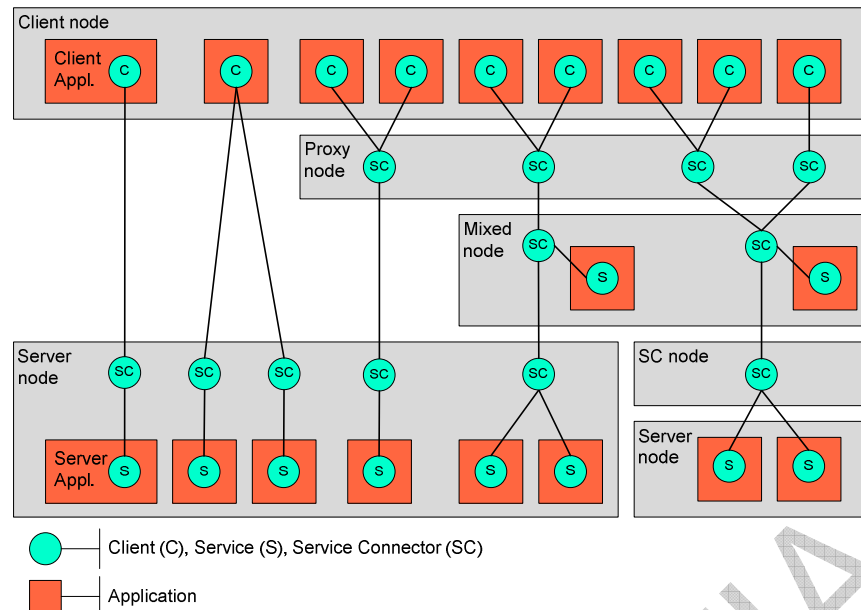 Client node
Client
Appl.
C
C
C
C
C
C
C
C
C
Proxy
node
SC
SC
SC
SC
Mixed
node
SC
S
SC
S
Server
node
SC
SC
SC
SC
SC
SC node
SC
Server
Appl.
S
S
S
S
S
S
Server
node
S
S
Client (C), Service (S), Service Connector (SC)
Application